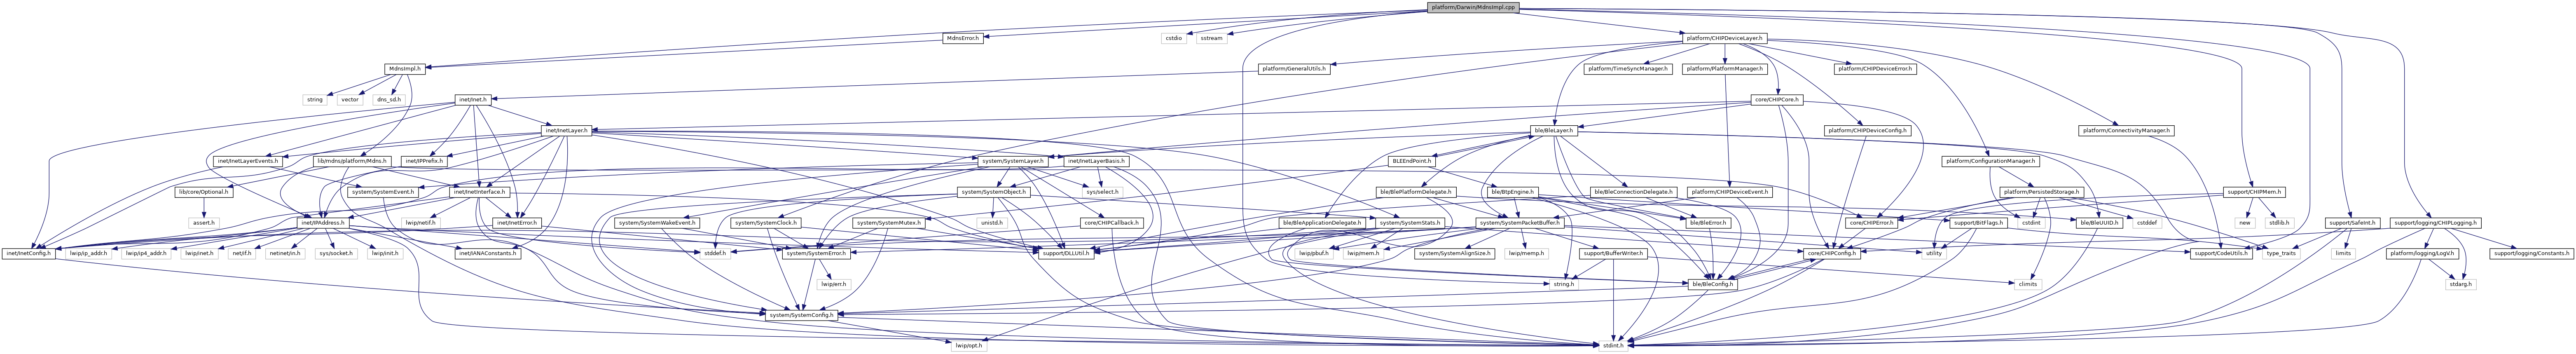 platform/Darwin/MdnsImpl.cpp
MdnsError.h
cstdio
sstream
platform/CHIPDeviceLayer.h
MdnsImpl.h
platform/GeneralUtils.h
platform/TimeSyncManager.h
platform/PlatformManager.h
platform/CHIPDeviceError.h
string
vector
dns_sd.h
inet/Inet.h
core/CHIPCore.h
inet/InetLayer.h
ble/BleLayer.h
platform/CHIPDeviceConfig.h
platform/ConnectivityManager.h
inet/InetLayerEvents.h
lib/mdns/platform/Mdns.h
inet/IPPrefix.h
system/SystemLayer.h
inet/InetLayerBasis.h
BLEEndPoint.h
platform/ConfigurationManager.h
lib/core/Optional.h
system/SystemEvent.h
inet/InetInterface.h
system/SystemObject.h
sys/select.h
ble/BlePlatformDelegate.h
ble/BtpEngine.h
ble/BleConnectionDelegate.h
platform/CHIPDeviceEvent.h
platform/PersistedStorage.h
support/CHIPMem.h
assert.h
inet/IPAddress.h
lwip/netif.h
inet/InetError.h
system/SystemWakeEvent.h
system/SystemClock.h
system/SystemMutex.h
unistd.h
core/CHIPCallback.h
ble/BleApplicationDelegate.h
system/SystemStats.h
system/SystemPacketBuffer.h
ble/BleError.h
core/CHIPError.h
support/BitFlags.h
cstdint
ble/BleUUID.h
cstddef
new
stdlib.h
support/SafeInt.h
support/logging/CHIPLogging.h
inet/InetConfig.h
lwip/ip_addr.h
lwip/ip4_addr.h
lwip/inet.h
net/if.h
netinet/in.h
sys/socket.h
lwip/init.h
inet/IANAConstants.h
stddef.h
system/SystemError.h
support/DLLUtil.h
lwip/pbuf.h
lwip/mem.h
system/SystemAlignSize.h
lwip/memp.h
support/BufferWriter.h
core/CHIPConfig.h
utility
support/CodeUtils.h
type_traits
limits
platform/logging/LogV.h
support/logging/Constants.h
lwip/err.h
string.h
ble/BleConfig.h
climits
stdarg.h
system/SystemConfig.h
lwip/opt.h
stdint.h